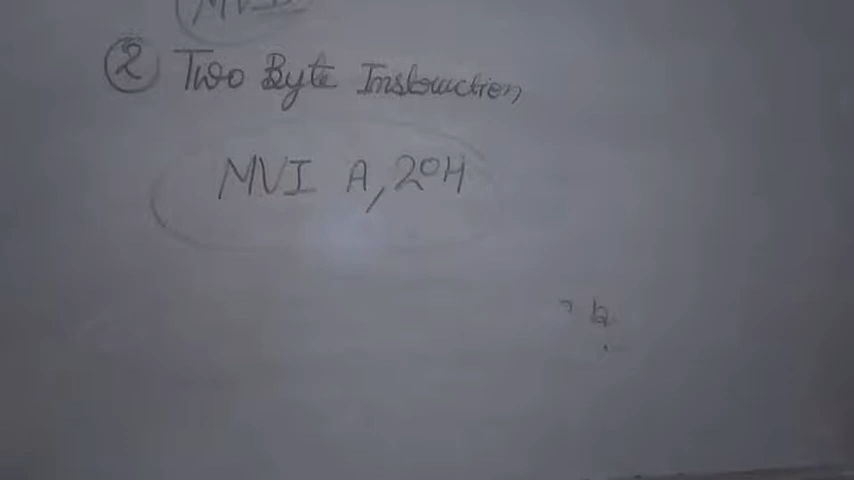 ② Two Byte Instruction
MVI A, 20H